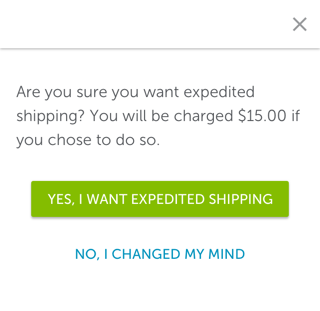 Are you sure you want expedited
shipping? You will be charged $15.00 if
you chose to do so.
YES, I WANT EXPEDITED SHIPPING
NO, I CHANGED MY MIND